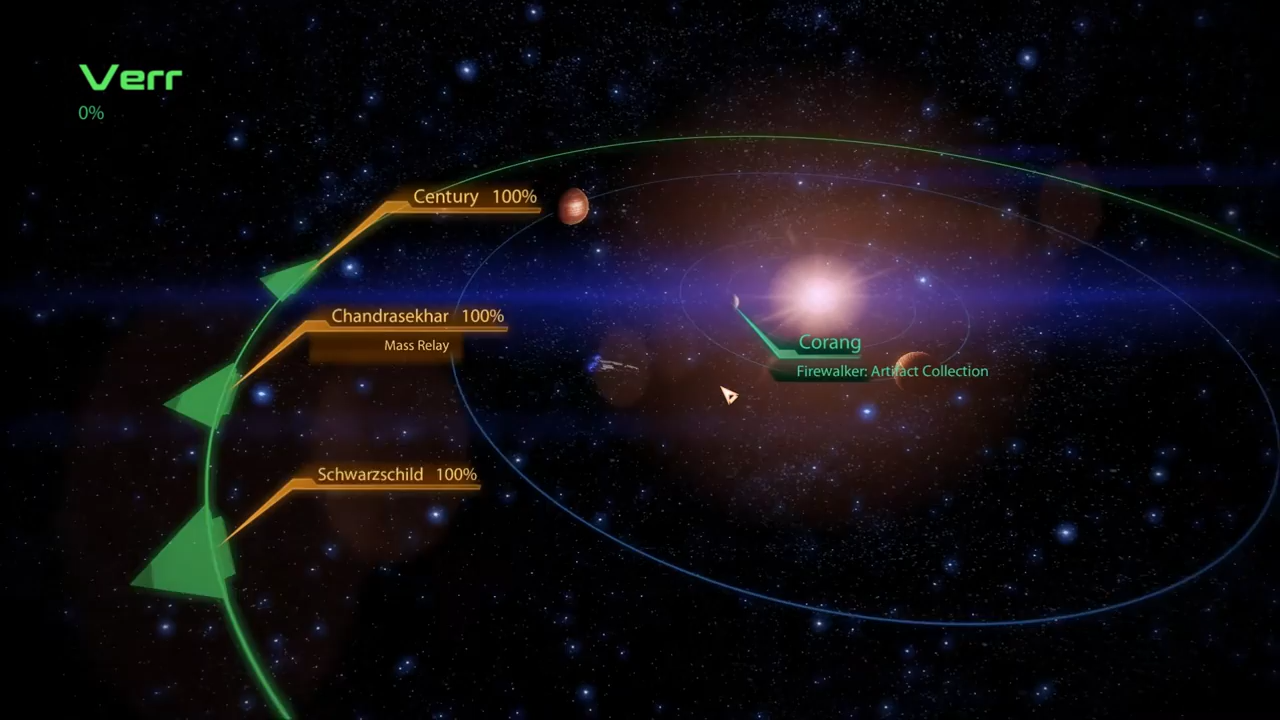 Verr
0%
Century 100%
Chandrasekhar 100%
Mass Relay
Corang
Firewalker: Artifact Collection
Schwarzschild 100%